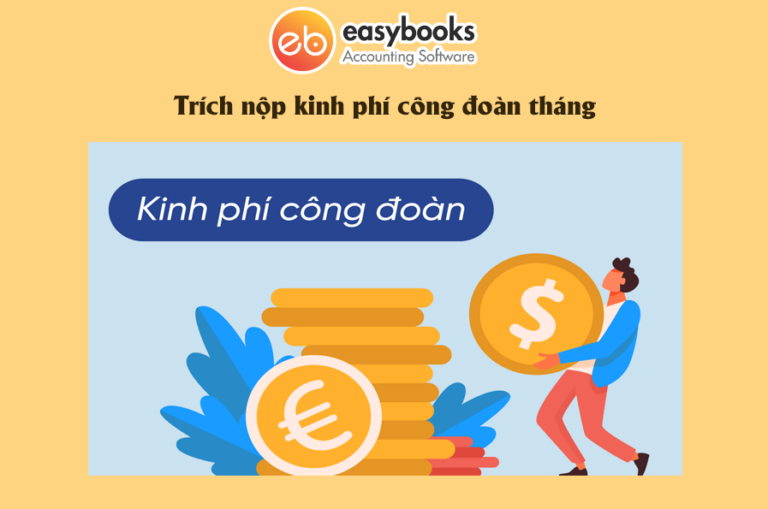 eb easybooks
Accounting Software
Trích nộp kinh phí công đoàn tháng
Kinh phí công đoàn
$
€